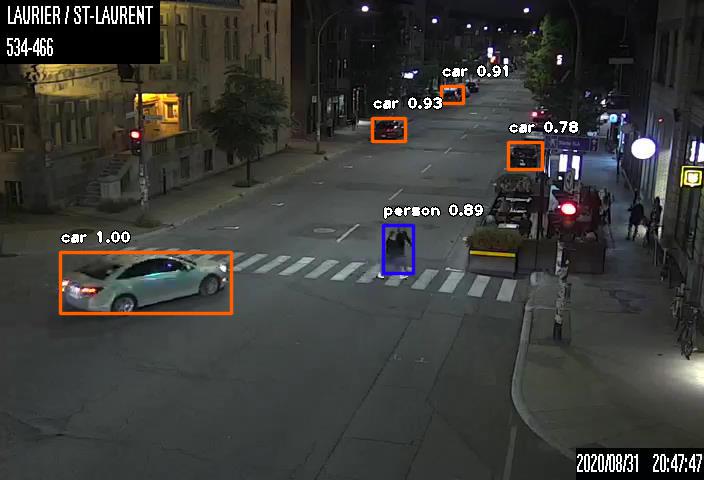 LAURIER / ST-LAURENT
534-466
car 0.91
car 0.93
car 0.78
person 0.89
car 1.00
2020/08/31 20:47:47